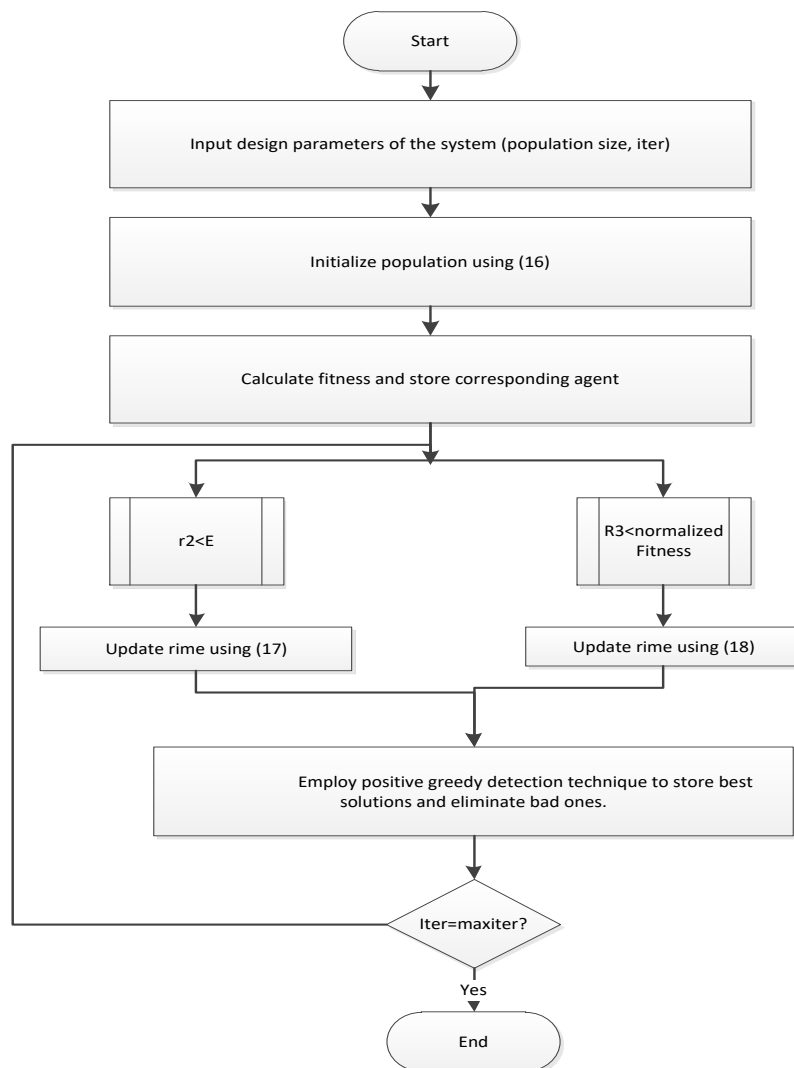 Start
Input design parameters of the system (population size, iter)
Initialize population using (16)
Calculate fitness and store corresponding agent
r2<E
R3<normalized
Fitness
Update rime using (17)
Update rime using (18)
Employ positive greedy detection technique to store best
solutions and eliminate bad ones.
Iter=maxiter?
Yes
End